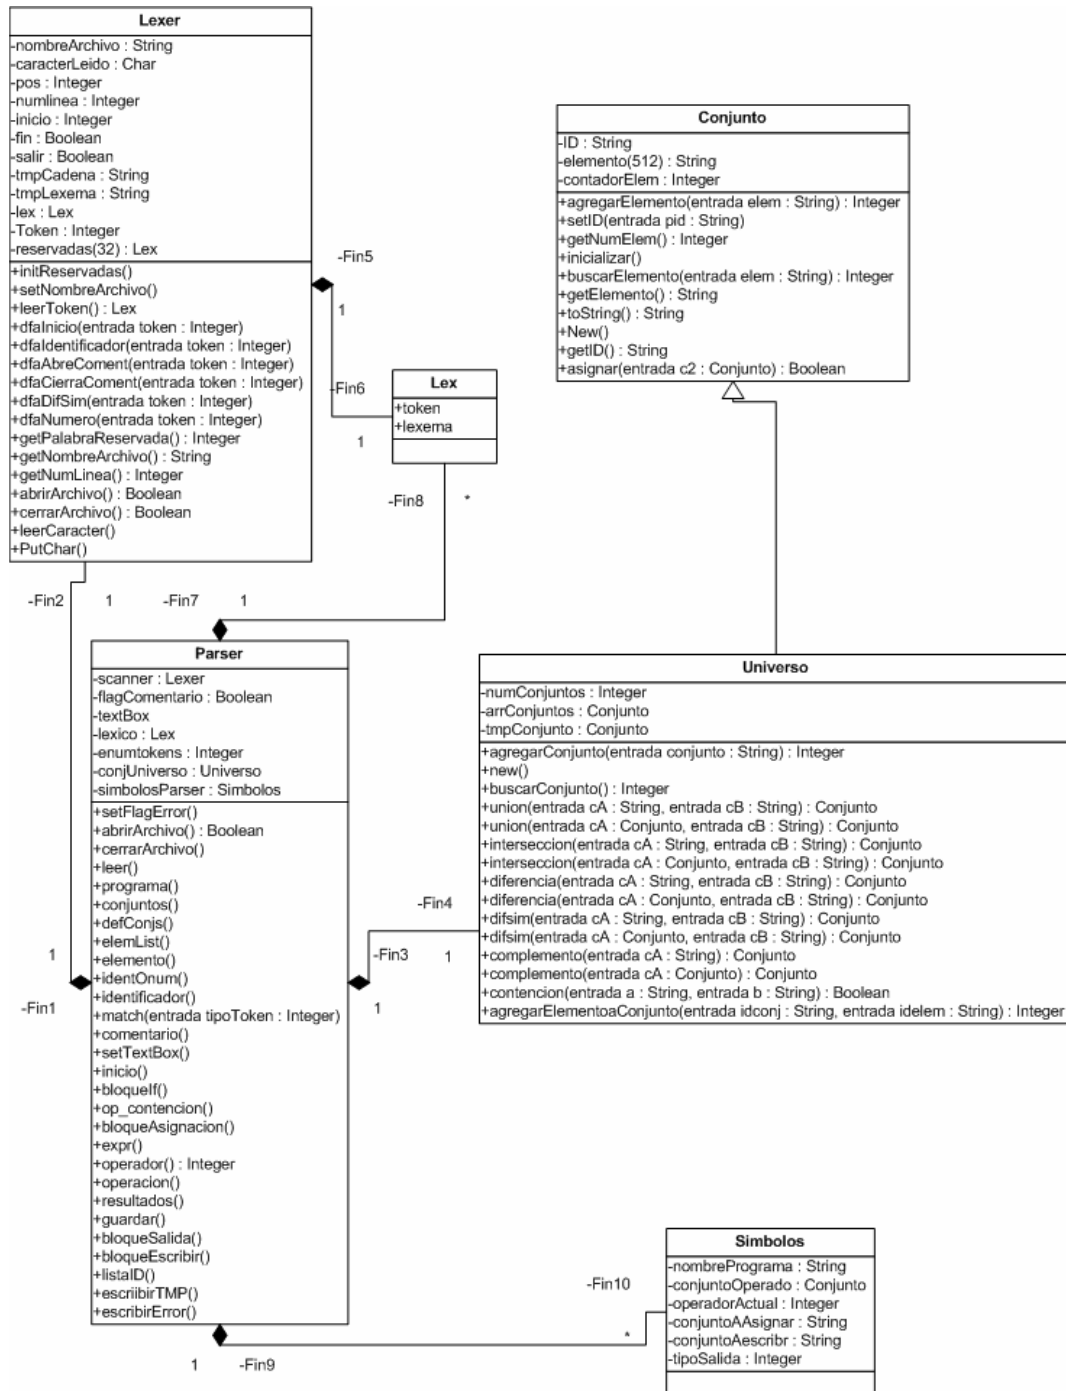 Lexer
-nombreArchivo : String
-caracterLeido : Char
-pos : Integer
-numlinea : Integer
-inicio : Integer
-fin : Boolean
-salir : Boolean
-tmpCadena : String
-tmpLexema : String
-lex : Lex
-Token : Integer
-reservadas(32) : Lex
+initReservadas()
+setNombreArchivo()
+leerToken() : Lex
+dfaInicio(entrada token : Integer)
+dfaIdentificador(entrada token : Integer)
+dfaAbreComent(entrada token : Integer)
+dfaCierraComent(entrada token : Integer)
+dfaDifSim(entrada token : Integer)
+dfaNumero(entrada token : Integer)
+getPalabraReservada() : Integer
+getNombreArchivo() : String
+getNumLinea() : Integer
+abrirArchivo() : Boolean
+cerrarArchivo() : Boolean
+leerCaracter()
+PutChar()
-Fin5
1
-Fin6
1
Conjunto
-ID : String
-elemento(512) : String
-contadorElem : Integer
+agregarElemento(entrada elem : String) : Integer
+setID(entrada pid : String)
+getNumElem() : Integer
+inicializar()
+buscarElemento(entrada elem : String) : Integer
+getElemento() : String
+toString() : String
+New()
+getID() : String
+asignar(entrada c2 : Conjunto) : Boolean
Lex
+token
+lexema
-Fin8
*
-Fin2
1
-Fin7
1
Parser
-scanner : Lexer
-flagComentario : Boolean
-textBox
-lexico : Lex
-enumtokens : Integer
-conjUniverso : Universo
-simbolosParser : Simbolos
+setFlagError()
+abrirArchivo() : Boolean
+cerrarArchivo()
+leer()
+programa()
+conjuntos()
+defConjs()
+elemList()
+elemento()
+identOnum()
+identificador()
+match(entrada tipoToken : Integer)
+comentario()
+setTextBox()
+inicio()
+bloqueIf()
+op_contencion()
+bloqueAsignacion()
+expr()
+operador() : Integer
+operacion()
+resultados()
+guardar()
+bloqueSalida()
+bloqueEscribir()
+listaID()
+escriibirTMP()
+escribirError()
1
-Fin1
-Fin4
-Fin3
1
1
Universo
-numConjuntos : Integer
-arrConjuntos : Conjunto
-tmpConjunto : Conjunto
+agregarConjunto(entrada conjunto : String) : Integer
+new()
+buscarConjunto() : Integer
+union(entrada cA : String, entrada cB : String) : Conjunto
+union(entrada cA : Conjunto, entrada cB : String) : Conjunto
+interseccion(entrada cA : String, entrada cB : String) : Conjunto
+interseccion(entrada cA : Conjunto, entrada cB : String) : Conjunto
+diferencia(entrada cA : String, entrada cB : String) : Conjunto
+diferencia(entrada cA : Conjunto, entrada cB : String) : Conjunto
+difsim(entrada cA : String, entrada cB : String) : Conjunto
+difsim(entrada cA : Conjunto, entrada cB : String) : Conjunto
+complemento(entrada cA : String) : Conjunto
+complemento(entrada cA : Conjunto) : Conjunto
+contencion(entrada a : String, entrada b : String) : Boolean
+agregarElementoaConjunto(entrada idconj : String, entrada idelem : String) : Integer
Simbolos
-nombrePrograma : String
-conjuntoOperado : Conjunto
-operadorActual : Integer
-conjuntoAAsignar : String
-conjuntoAescribr : String
-tipoSalida : Integer
-Fin10
*
1
-Fin9